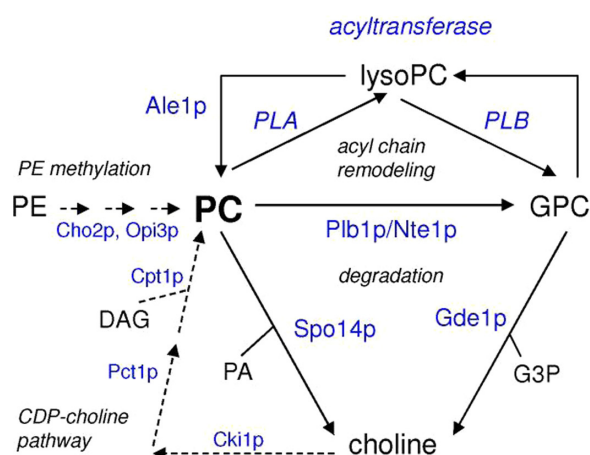 acyltransferase
lysoPC
Ale1p
PLA
PLB
acyl chain
remodeling
PE methylation
PE
PC
GPC
Cho2p, Opi3p
Plb1p/Nte1p
degradation
Cpt1p
DAG
Spo14p
Gde1p
Pct1p
PA
G3P
CDP-choline
pathway
Cki1p
choline